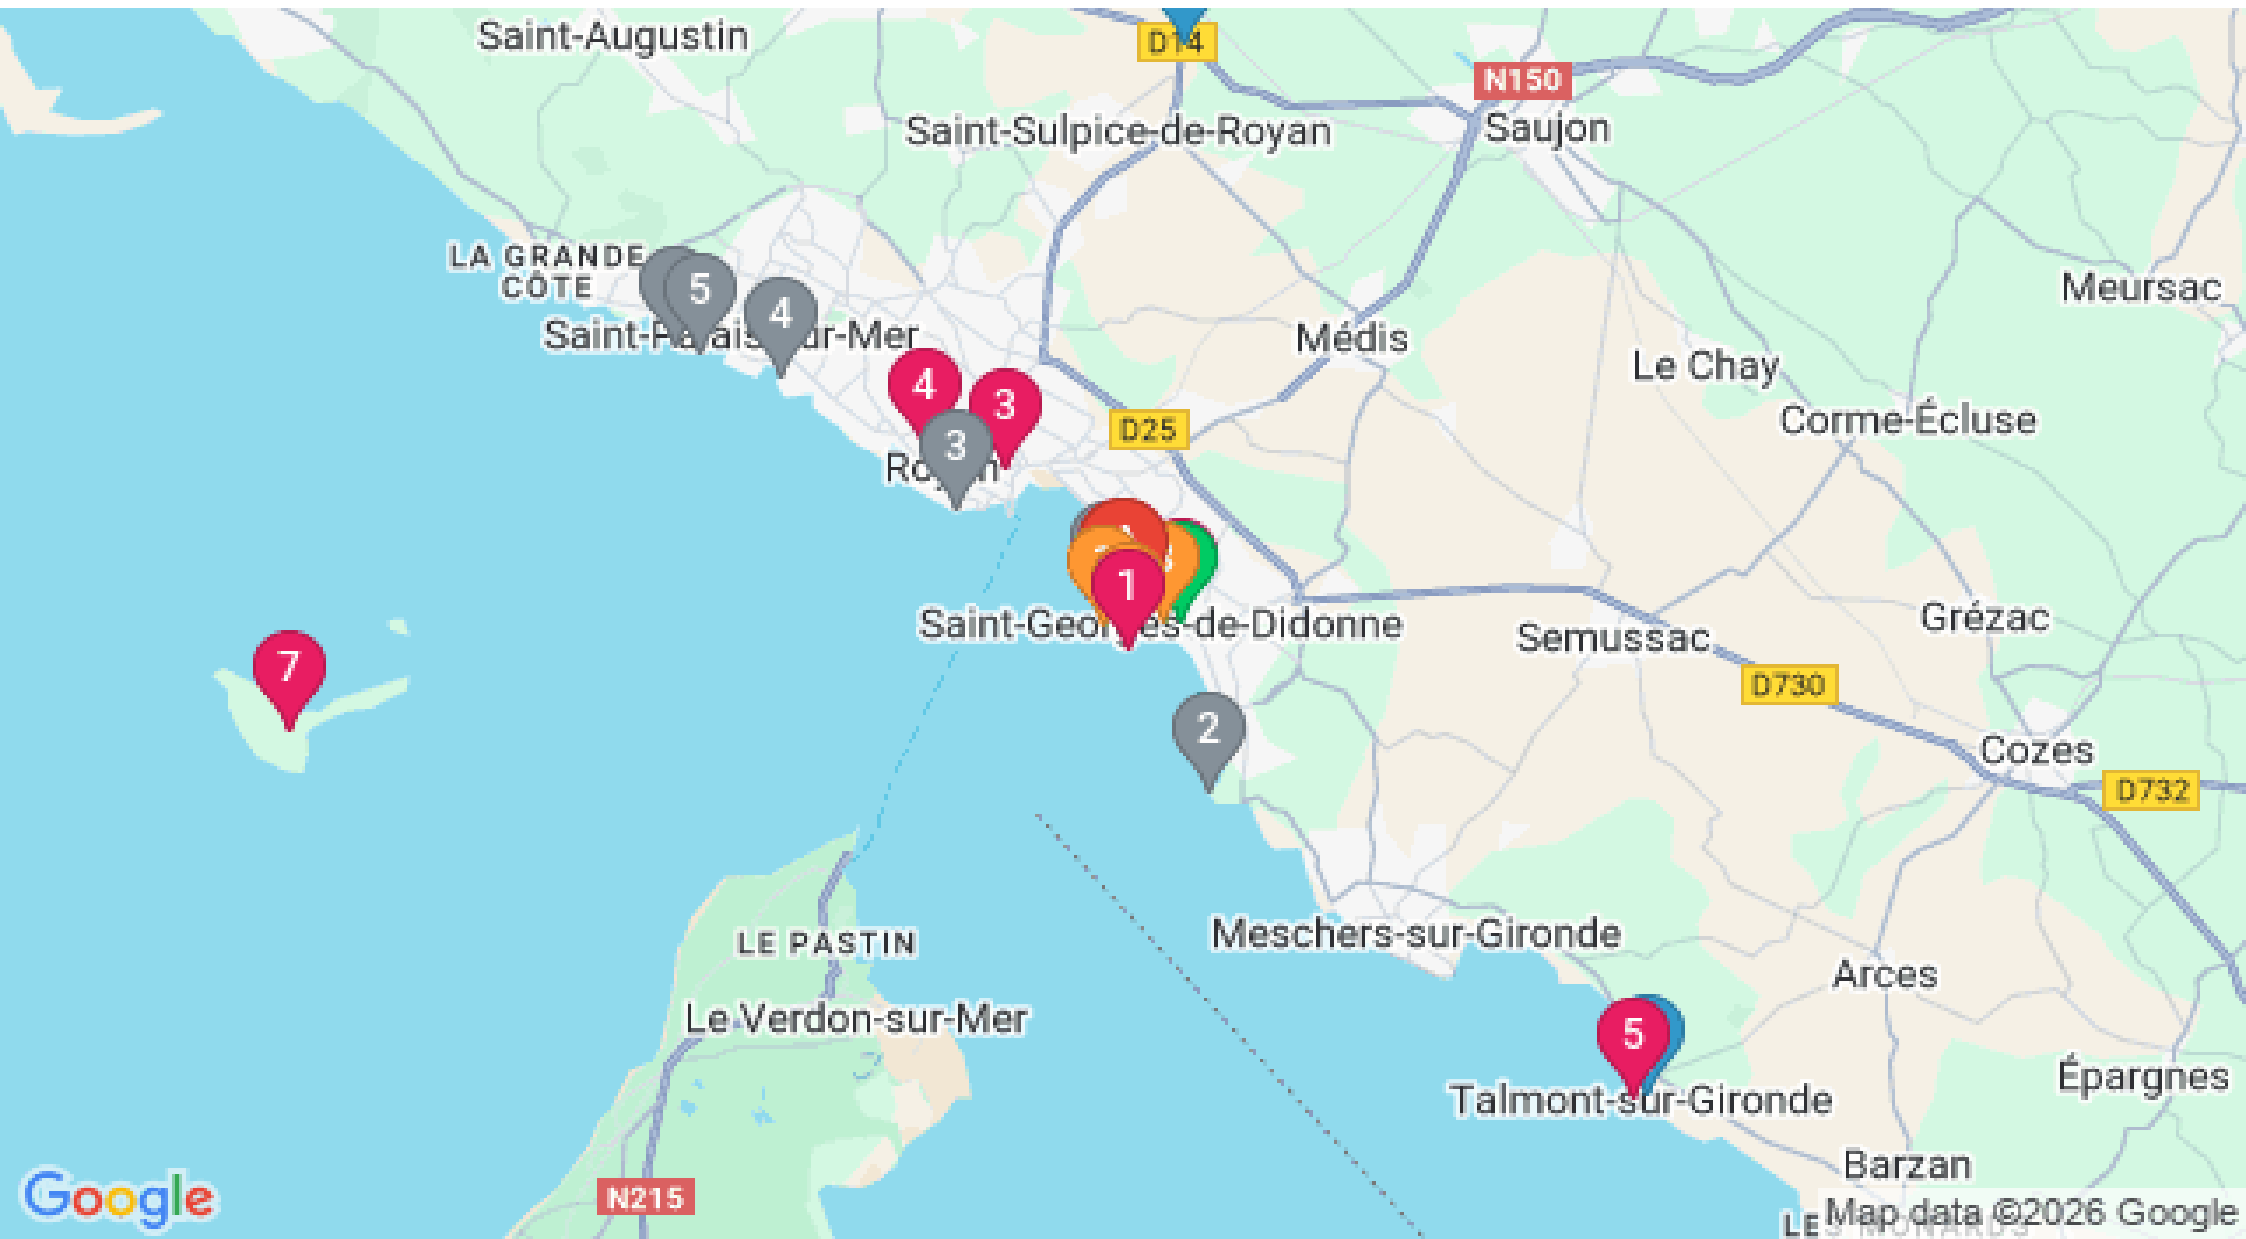 Saint-Augustin
D14
N150
Saint-Sulpice-de-Royan
Saujon
LA GRANDE
CÔTE
5
4
Meursac
Saint-Palais-sur-Mer
Médis
Le Chay
4
3
D25
Corme-Écluse
3
Royan
1
Saint-Georges-de-Didonne
Semussac
Grézac
7
D730
2
Cozes
D732
LE PASTIN
Meschers-sur-Gironde
Arces
Le Verdon-sur-Mer
5
Talmont-sur-Gironde
Épargnes
Barzan
Google
N215
Map data ©2026 Google